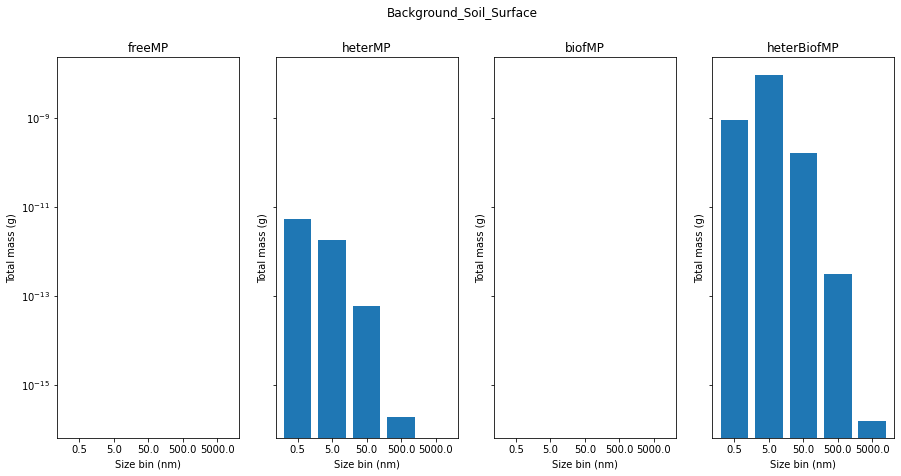 Background_Soil_Surface
freeMP
heterMP
biofMP
heterBiofMP
Total mass (g)
10⁻⁹
10⁻¹¹
10⁻¹³
10⁻¹⁵
0.5 5.0 50.0 500.0 5000.0
Size bin (nm)
Total mass (g)
0.5 5.0 50.0 500.0 5000.0
Size bin (nm)
Total mass (g)
0.5 5.0 50.0 500.0 5000.0
Size bin (nm)
Total mass (g)
0.5 5.0 50.0 500.0 5000.0
Size bin (nm)